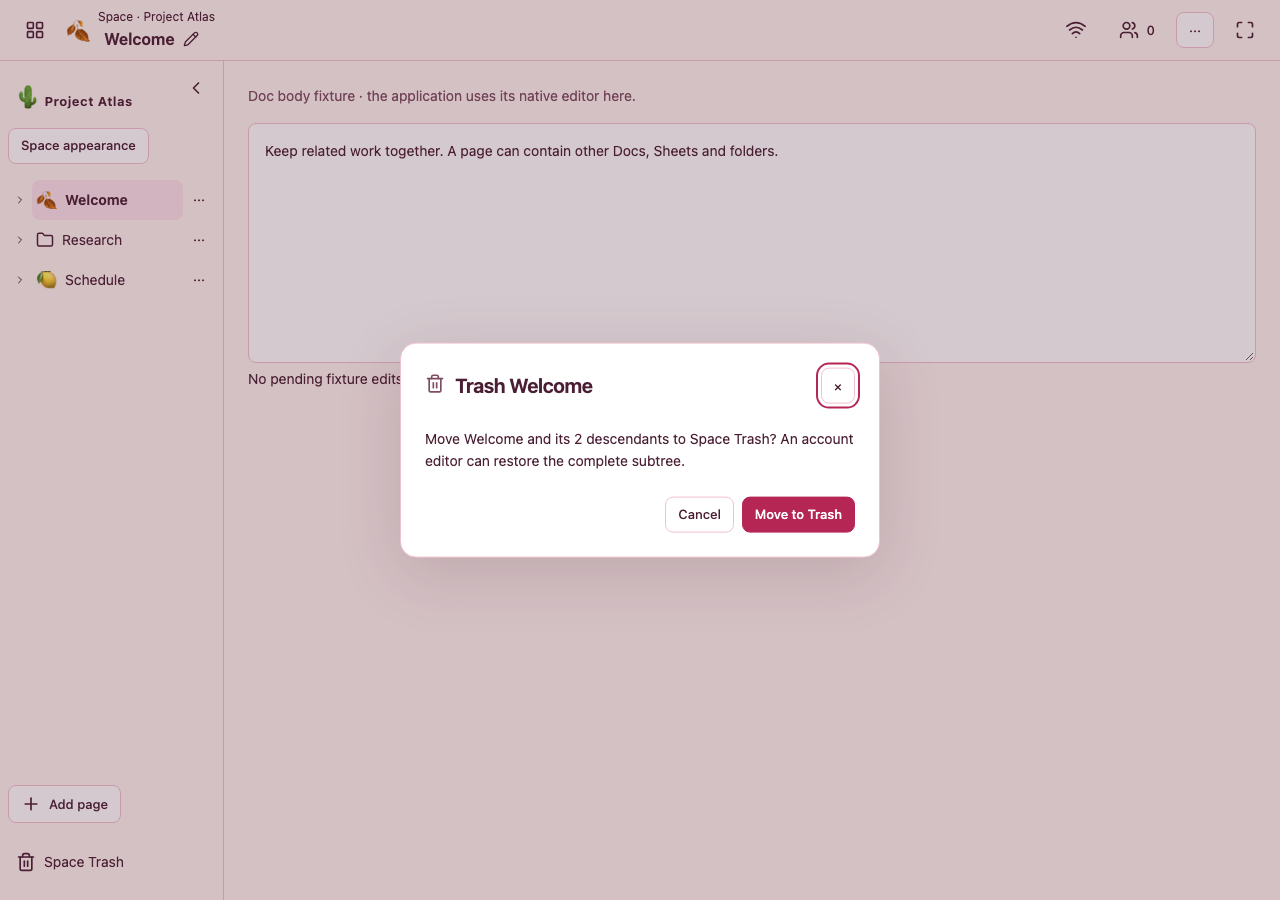 Space · Project Atlas
Welcome
0
...
Project Atlas
Space appearance
Welcome
...
Research
...
Schedule
...
Add page
Space Trash
Doc body fixture · the application uses its native editor here.
Keep related work together. A page can contain other Docs, Sheets and folders.
No pending fixture edits
Trash Welcome
×
Move Welcome and its 2 descendants to Space Trash? An account
editor can restore the complete subtree.
Cancel
Move to Trash